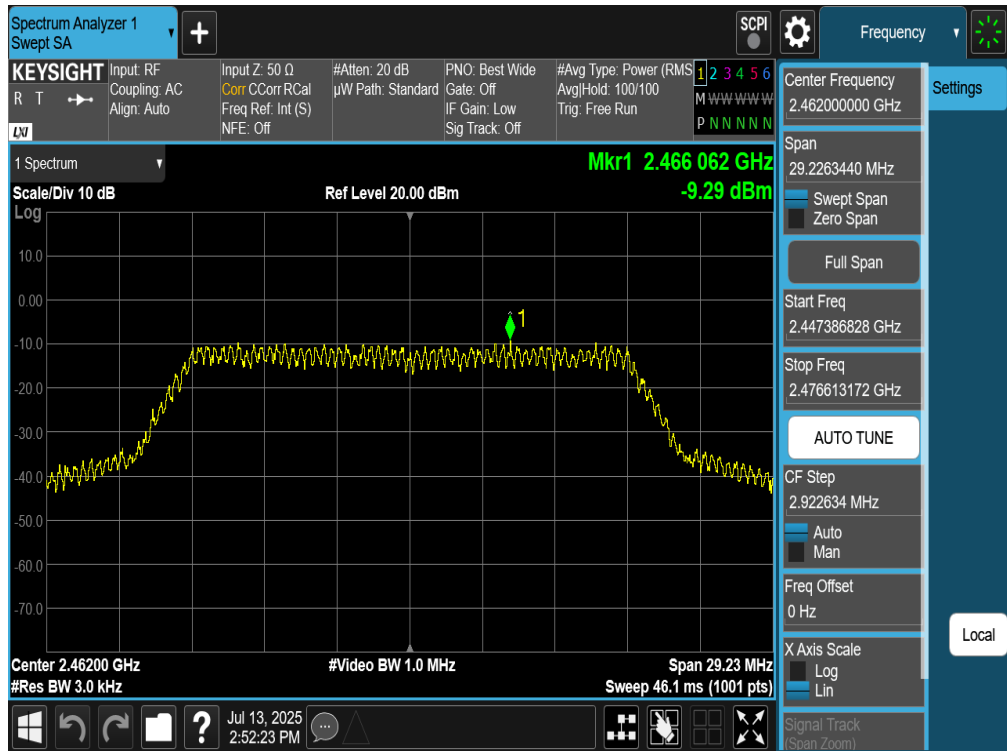 Spectrum Analyzer 1
Swept SA
+
SCPI
Frequency
KEYSIGHT
R T
LXI
Input: RF
Coupling: AC
Align: Auto
Input Z: 50 Ω
Corr CCorr RCal
Freq Ref: Int (S)
NFE: Off
#Atten: 20 dB
µW Path: Standard
PNO: Best Wide
Gate: Off
IF Gain: Low
Sig Track: Off
#Avg Type: Power (RMS
Avg|Hold: 100/100
Trig: Free Run
1 2 3 4 5 6
M W W W W W
P N N N N N
1 Spectrum
Mkr1 2.466 062 GHz
Scale/Div 10 dB
Ref Level 20.00 dBm
-9.29 dBm
Log
10.0
0.00
-10.0
-20.0
-30.0
-40.0
-50.0
-60.0
-70.0
1
Center 2.46200 GHz
#Video BW 1.0 MHz
Span 29.23 MHz
#Res BW 3.0 kHz
Sweep 46.1 ms (1001 pts)
Center Frequency
2.462000000 GHz
Span
29.2263440 MHz
Swept Span
Zero Span
Full Span
Start Freq
2.447386828 GHz
Stop Freq
2.476613172 GHz
AUTO TUNE
CF Step
2.922634 MHz
Auto
Man
Freq Offset
0 Hz
X Axis Scale
Log
Lin
Signal Track
(Span Zoom)
Settings
Local
?
Jul 13, 2025
2:52:23 PM